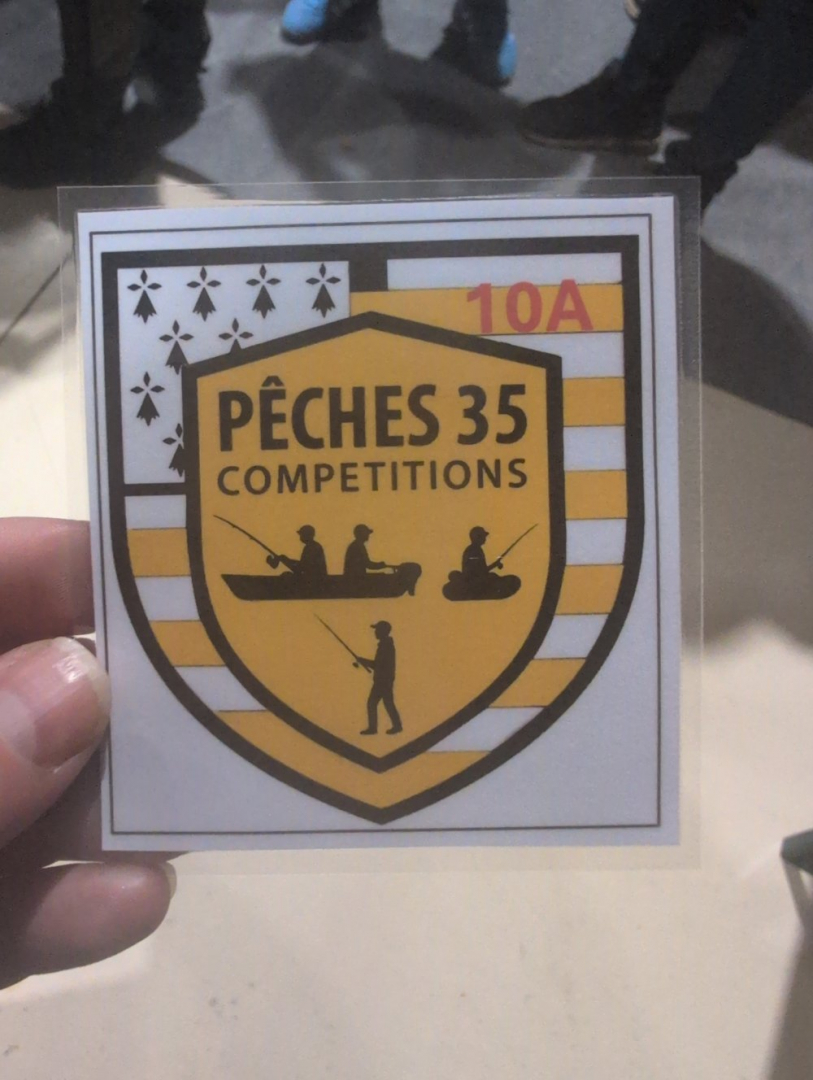 10A
PÊCHES 35
COMPETITIONS